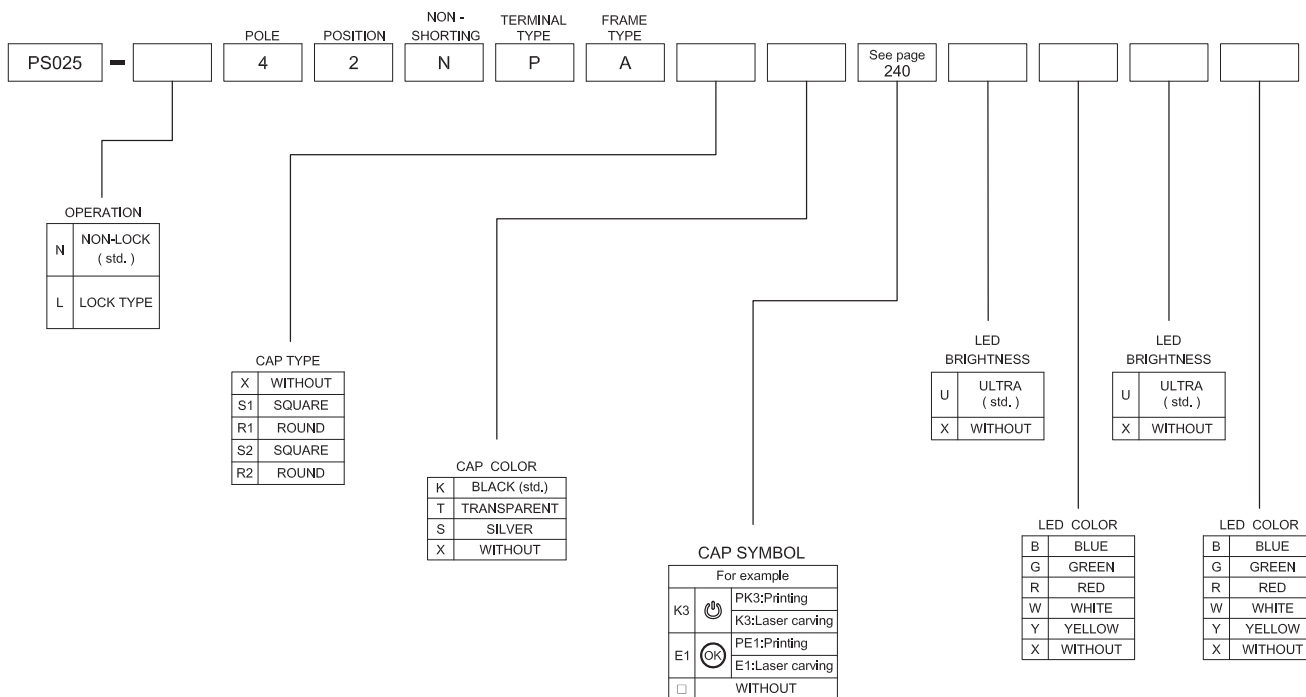 NON - TERMINAL FRAME
POLE POSITION SHORTING TYPE TYPE
PS025 - 4 2 N P A See page
240
OPERATION
N NON-LOCK
( std. )
L LOCK TYPE
CAP TYPE
X WITHOUT
S1 SQUARE
R1 ROUND
S2 SQUARE
R2 ROUND
CAP COLOR
K BLACK (std.)
T TRANSPARENT
S SILVER
X WITHOUT
CAP SYMBOL
For example
K3 PK3:Printing
K3:Laser carving
E1 OK PE1:Printing
E1:Laser carving
□ WITHOUT
LED
BRIGHTNESS
U ULTRA
( std. )
X WITHOUT
LED COLOR
B BLUE
G GREEN
R RED
W WHITE
Y YELLOW
X WITHOUT
LED
BRIGHTNESS
U ULTRA
( std. )
X WITHOUT
LED COLOR
B BLUE
G GREEN
R RED
W WHITE
Y YELLOW
X WITHOUT